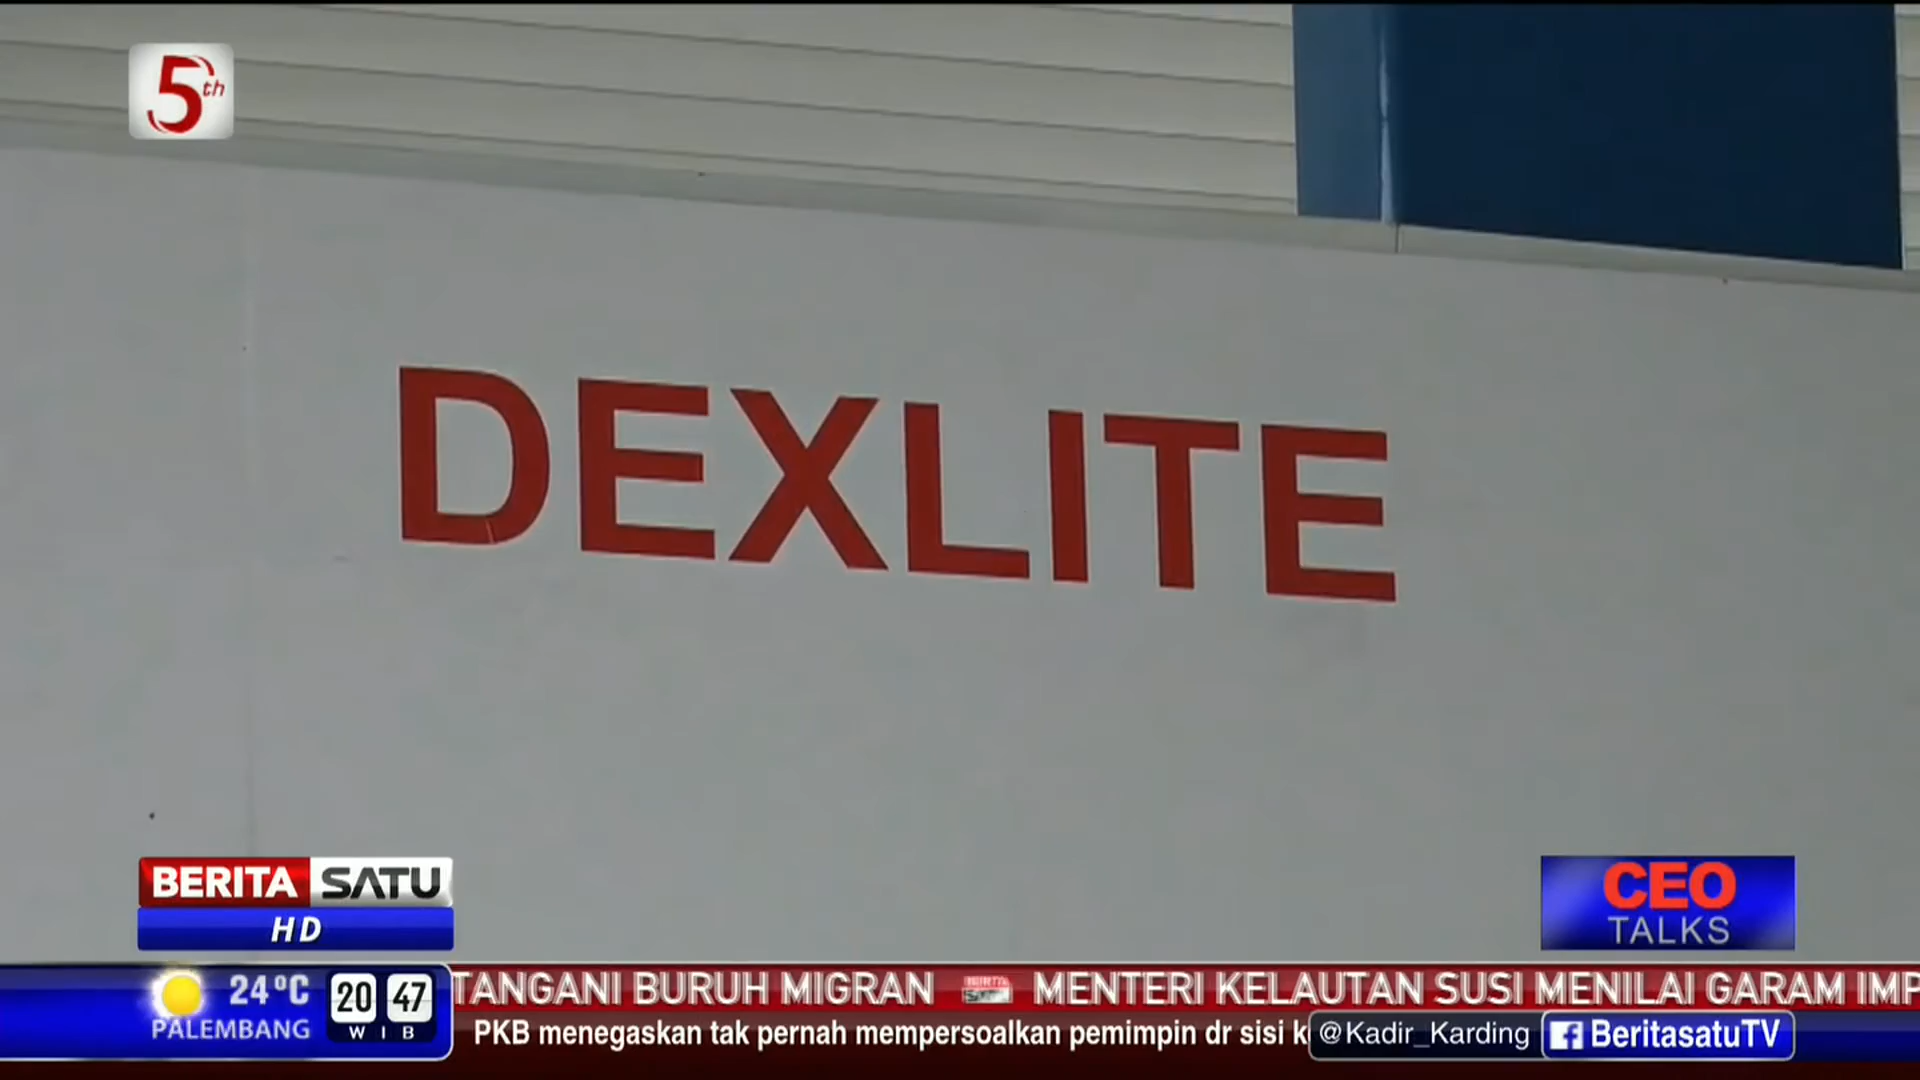 5th
DEXLITE
BERITA SATU
HD
CEO
TALKS
24°C
PALEMBANG
20 47
WIB
TANGANI BURUH MIGRAN
MENTERI KELAUTAN SUSI MENILAI GARAM IMP
PKB menegaskan tak pernah mempersoalkan pemimpin dr sisi k
@Kadir_Karding
BeritasatuTV